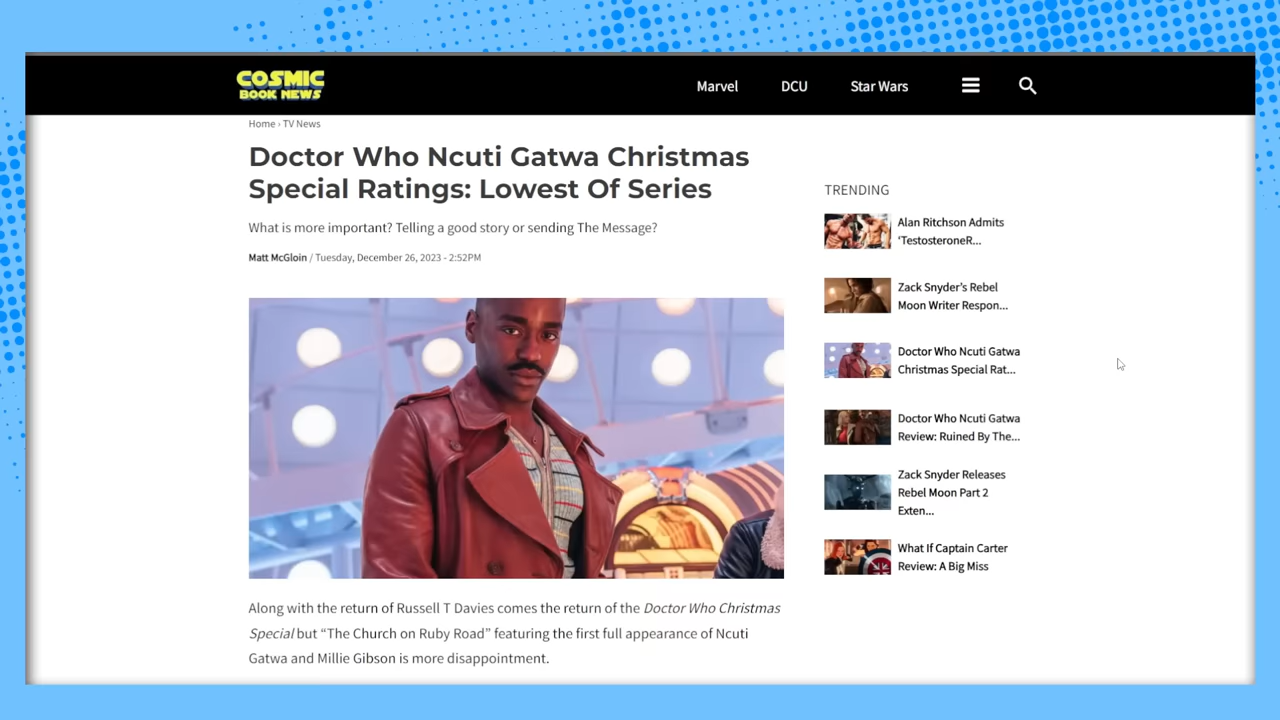 COSMIC
BOOK NEWS
Marvel
DCU
Star Wars
Home › TV News
Doctor Who Ncuti Gatwa Christmas
Special Ratings: Lowest Of Series
What is more important? Telling a good story or sending The Message?
Matt McGloin / Tuesday, December 26, 2023 - 2:52PM
Along with the return of Russell T Davies comes the return of the Doctor Who Christmas
Special but “The Church on Ruby Road” featuring the first full appearance of Ncuti
Gatwa and Millie Gibson is more disappointment.
TRENDING
Alan Ritchson Admits
‘TestosteroneR...
Zack Snyder’s Rebel
Moon Writer Respon...
Doctor Who Ncuti Gatwa
Christmas Special Rat...
Doctor Who Ncuti Gatwa
Review: Ruined By The...
Zack Snyder Releases
Rebel Moon Part 2
Exten...
What If Captain Carter
Review: A Big Miss